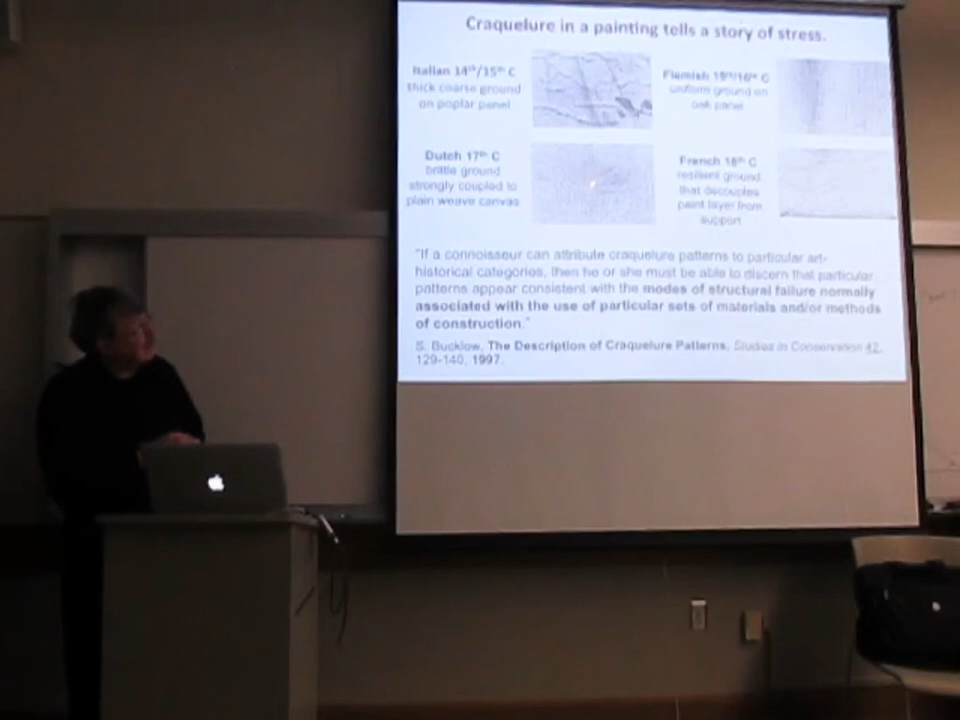 Craquelure in a painting tells a story of stress.
Italian 14th/15th C
thick coarse ground
on poplar panel
Flemish 15th/16th C
uniform ground on
oak panel
Dutch 17th C
brittle ground
strongly coupled to
plain weave canvas
French 18th C
resilient ground
that decouples
paint layer from
support
"If a connoisseur can attribute craquelure patterns to particular art-
historical categories, then he or she must be able to discern that particular
patterns appear consistent with the modes of structural failure normally
associated with the use of particular sets of materials and/or methods
of construction."
S. Bucklow, The Description of Craquelure Patterns, Studies in Conservation 42,
129-140, 1997.